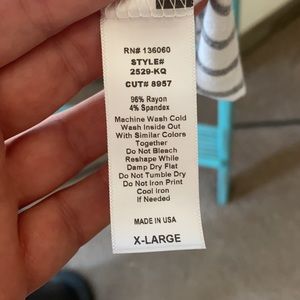 RN# 136060
STYLE#
2529-KQ
CUT# 8957
96% Rayon
4% Spandex
Machine Wash Cold
Wash Inside Out
With Similar Colors
Together
Do Not Bleach
Reshape While
Damp Dry Flat
Do Not Tumble Dry
Do Not Iron Print
Cool Iron
If Needed
MADE IN USA
X-LARGE